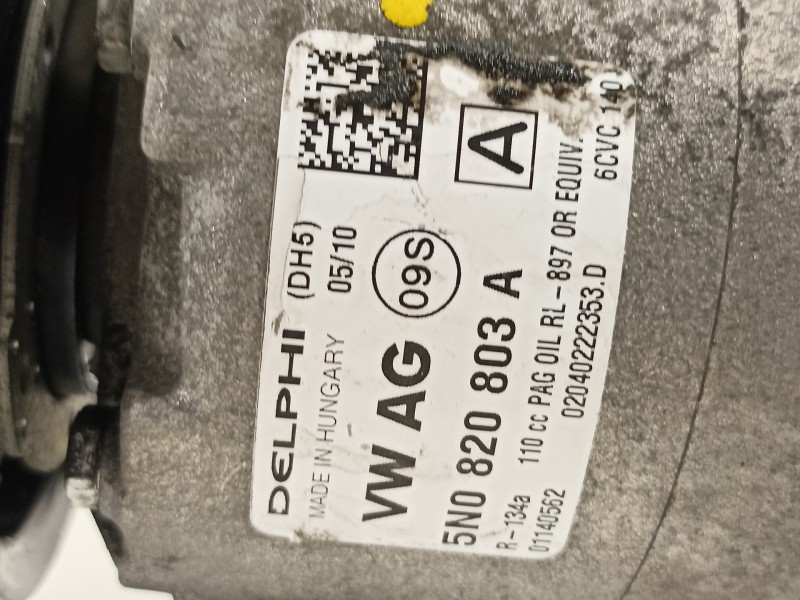 DELPHI (DH5)
MADE IN HUNGARY 05/10
VW AG 09S
5N0 820 803 A A
R-134a 110 cc PAG OIL RL-897 OR EQUIV.
01140562 02040222353.D 6CVC 140